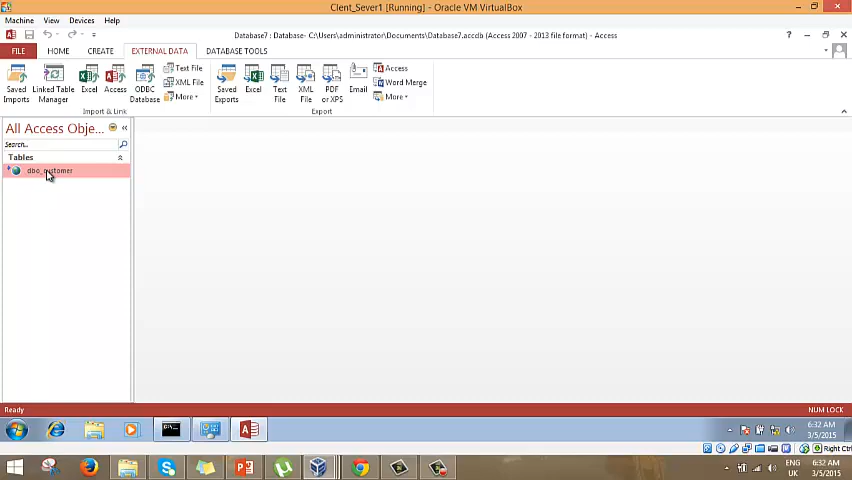 Clent_Sever1 [Running] - Oracle VM VirtualBox
Machine View Devices Help
Database7 : Database- C:\Users\administrator\Documents\Database7.accdb (Access 2007 - 2013 file format) - Access
FILE HOME CREATE EXTERNAL DATA DATABASE TOOLS
Saved Imports
Linked Table Manager
Excel
Access
ODBC Database
Text File
XML File
More
Import & Link
Saved Exports
Excel
Text File
XML File
PDF or XPS
Email
Access
Word Merge
More
Export
All Access Obje...
Search...
Tables
dbo_customer
Ready
NUM LOCK
6:32 AM
3/5/2015
Right Ctrl
ENG
UK
6:32 AM
3/5/2015